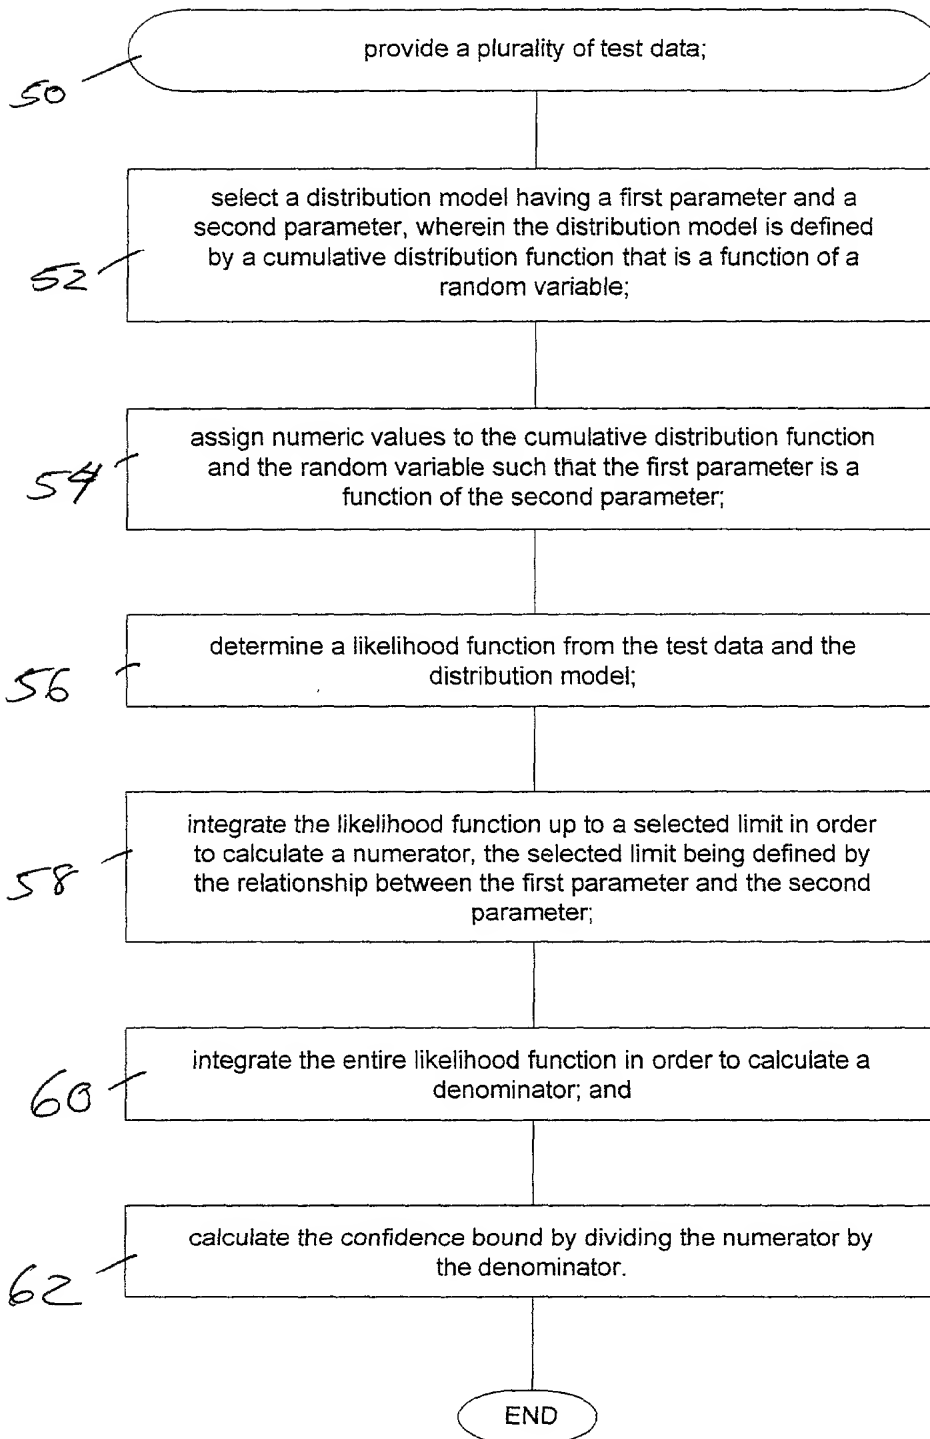 provide a plurality of test data;
50
select a distribution model having a first parameter and a
second parameter, wherein the distribution model is defined
by a cumulative distribution function that is a function of a
random variable;
52
assign numeric values to the cumulative distribution function
and the random variable such that the first parameter is a
function of the second parameter;
54
determine a likelihood function from the test data and the
distribution model;
56
integrate the likelihood function up to a selected limit in order
to calculate a numerator, the selected limit being defined by
the relationship between the first parameter and the second
parameter;
58
integrate the entire likelihood function in order to calculate a
denominator; and
60
calculate the confidence bound by dividing the numerator by
the denominator.
62
END